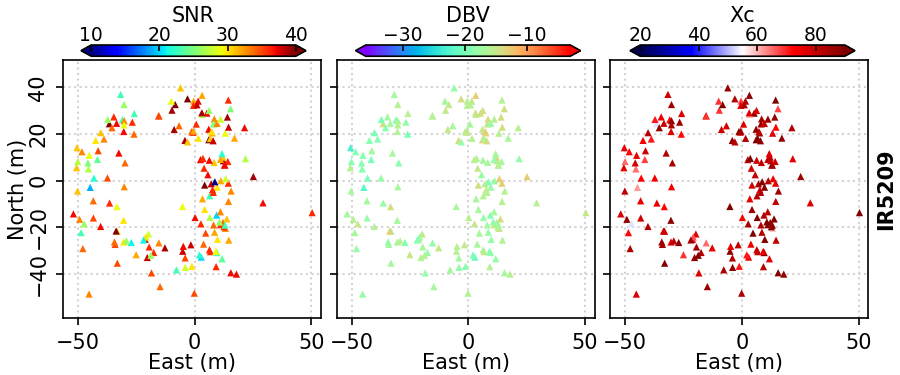 SNR DBV Xc
10 20 30 40 −30 −20 −10 20 40 60 80
North (m)
40
20
0
−20
−40
IR5209
−50 0 50 −50 0 50 −50 0 50
East (m) East (m) East (m)